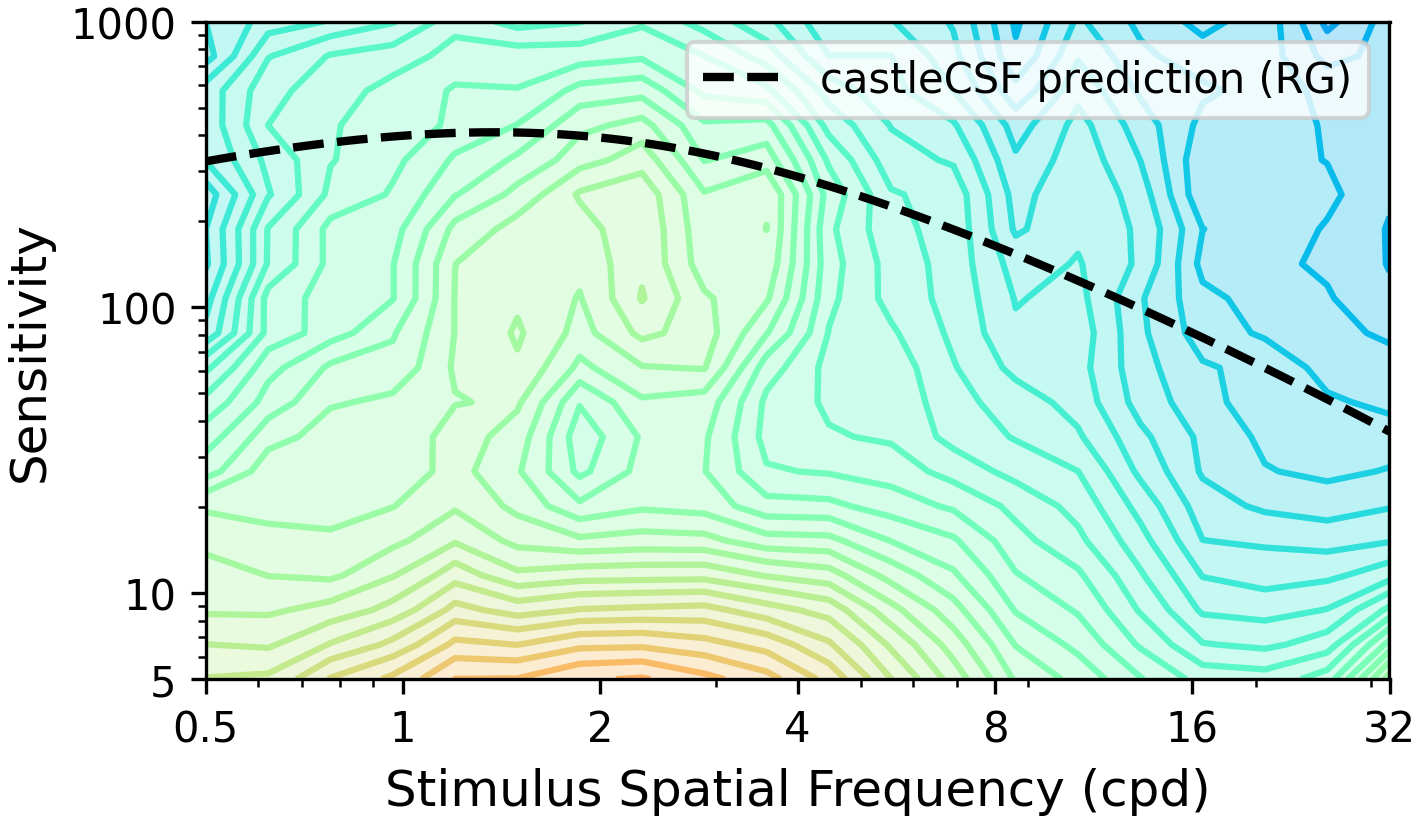 1000
100
10
5
Sensitivity
castleCSF prediction (RG)
0.5 1 2 4 8 16 32
Stimulus Spatial Frequency (cpd)